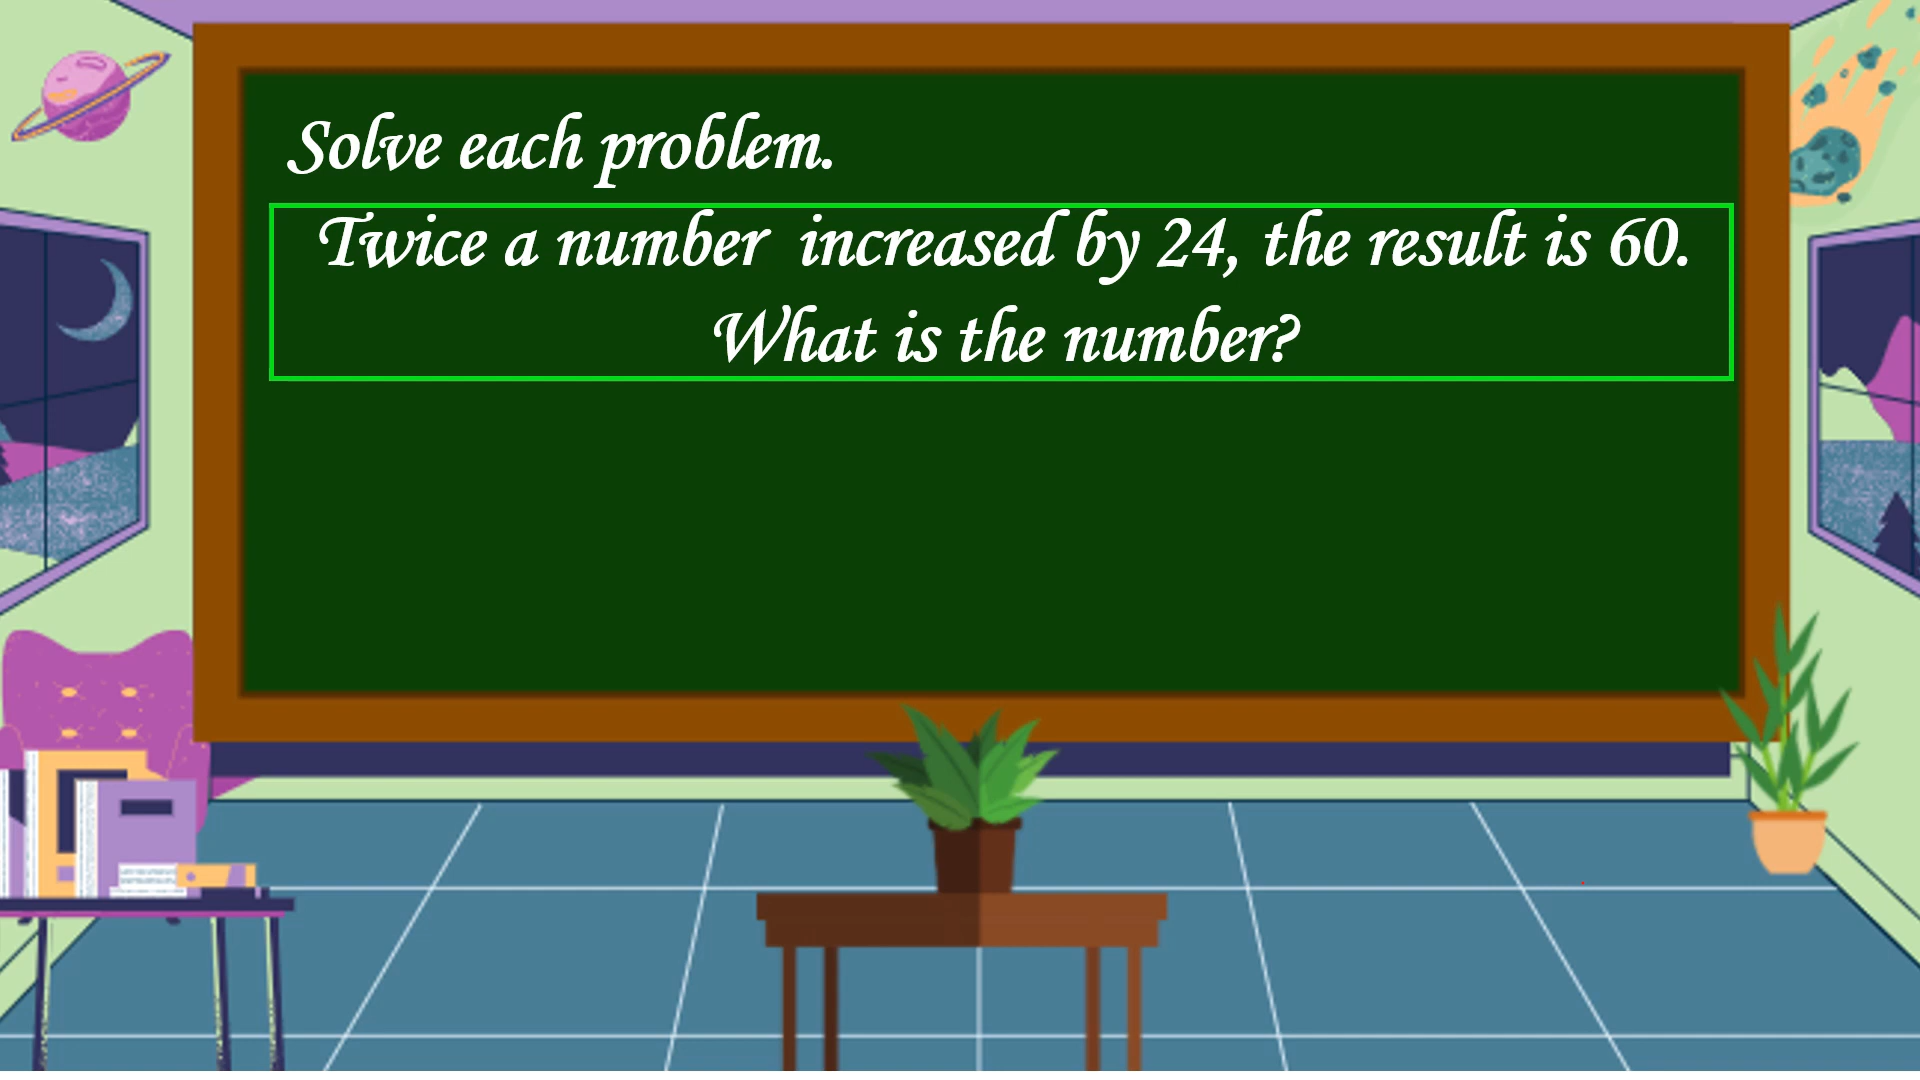 Solve each problem.
Twice a number increased by 24, the result is 60.
What is the number?